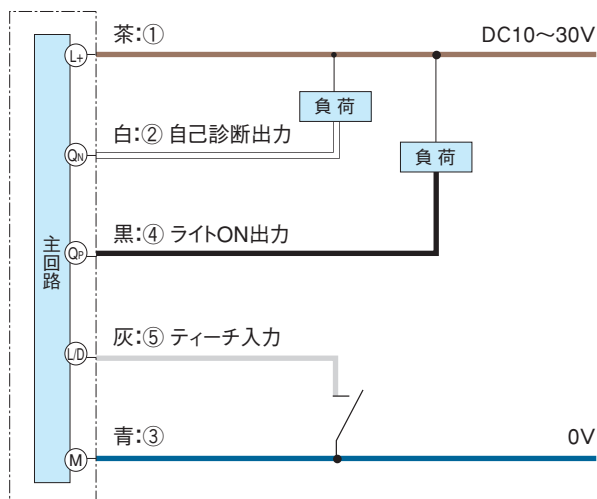 茶:①
DC10～30V
L+
負 荷
白:② 自己診断出力
QN
負 荷
黒:④ ライトON出力
QP
主回路
灰:⑤ ティーチ入力
L/D
青:③
0V
M